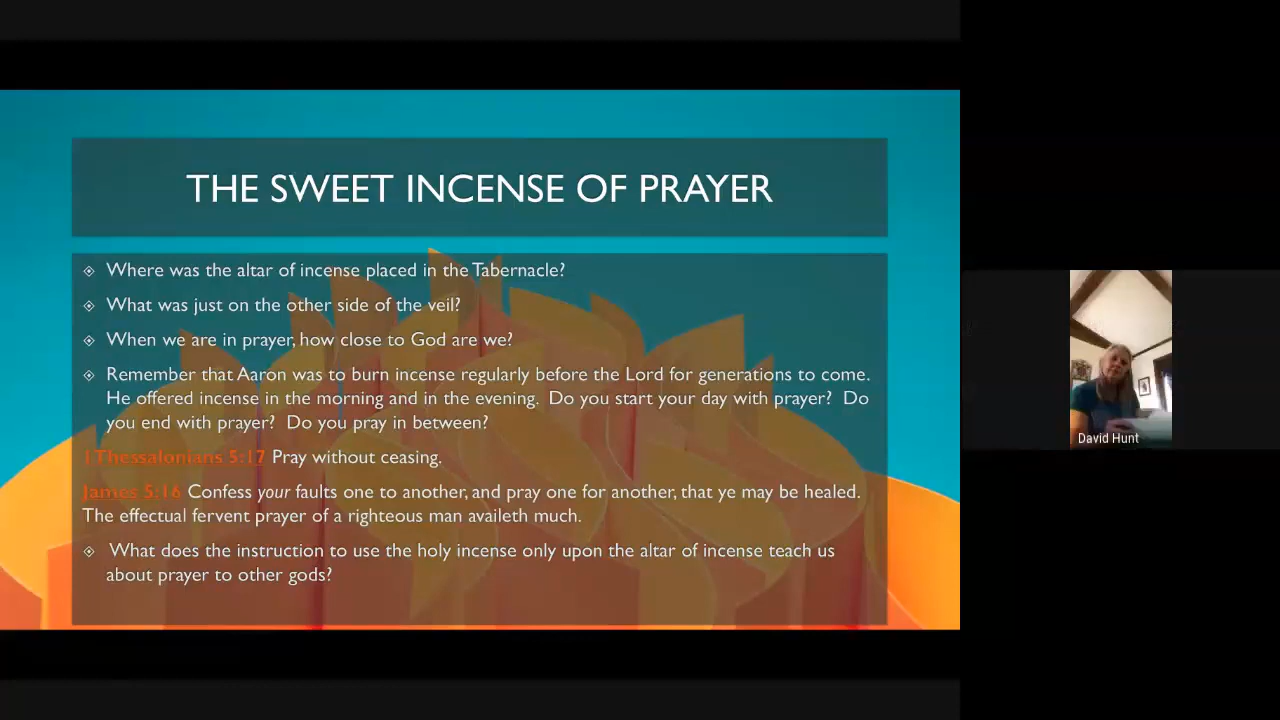 THE SWEET INCENSE OF PRAYER
Where was the altar of incense placed in the Tabernacle?
What was just on the other side of the veil?
When we are in prayer, how close to God are we?
Remember that Aaron was to burn incense regularly before the Lord for generations to come.
He offered incense in the morning and in the evening. Do you start your day with prayer? Do
you end with prayer? Do you pray in between?
1Thessalonians 5:17 Pray without ceasing.
James 5:16 Confess your faults one to another, and pray one for another, that ye may be healed.
The effectual fervent prayer of a righteous man availeth much.
What does the instruction to use the holy incense only upon the altar of incense teach us
about prayer to other gods?
David Hunt